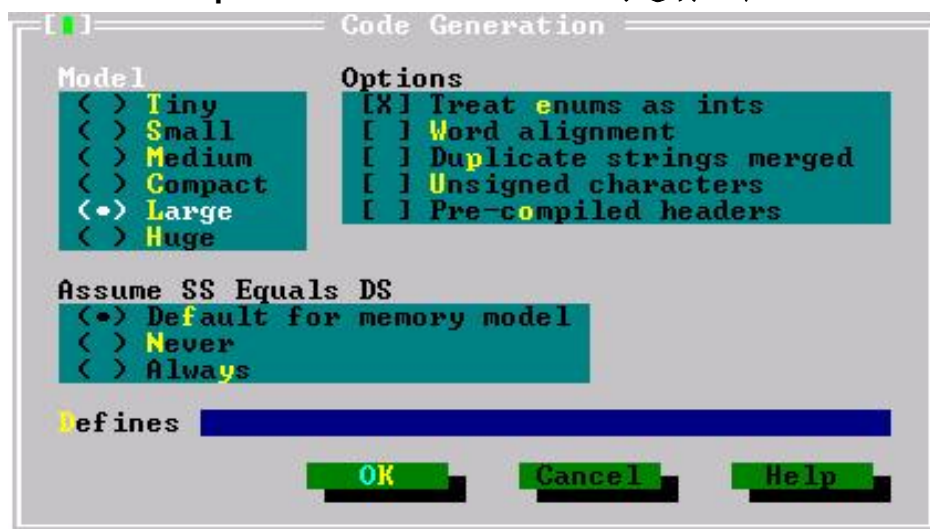 [▮] Code Generation
Model
( ) Tiny
( ) Small
( ) Medium
( ) Compact
(•) Large
( ) Huge
Options
[X] Treat enums as ints
[ ] Word alignment
[ ] Duplicate strings merged
[ ] Unsigned characters
[ ] Pre-compiled headers
Assume SS Equals DS
(•) Default for memory model
( ) Never
( ) Always
Defines
OK Cancel Help